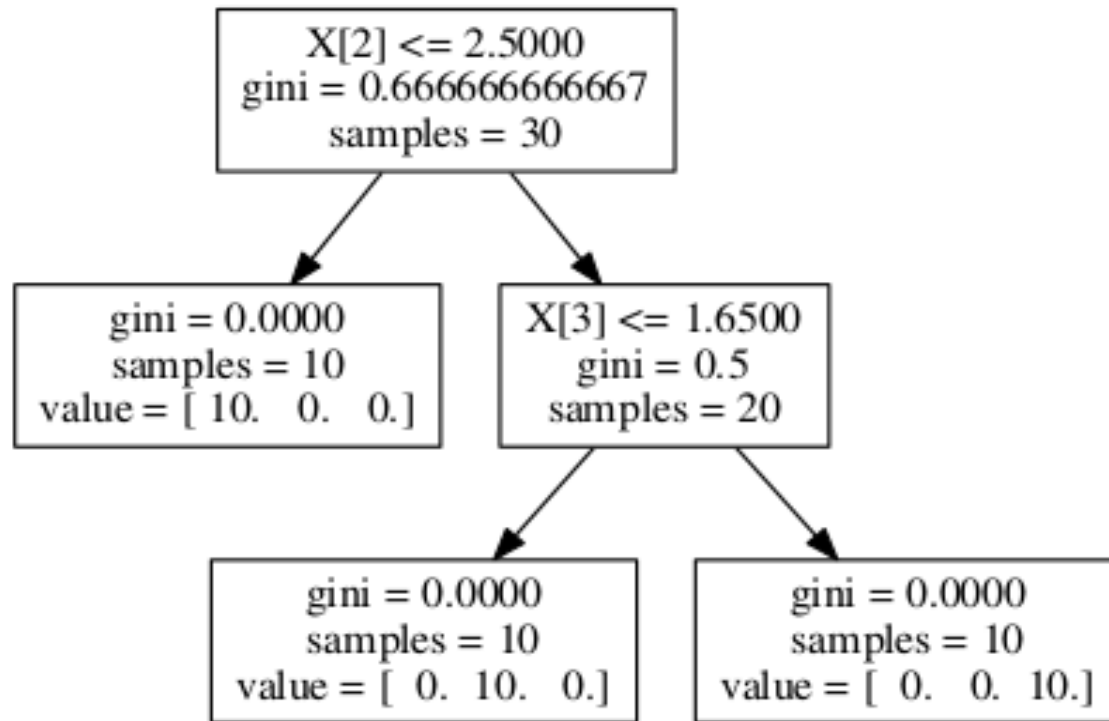 X[2] <= 2.5000
gini = 0.666666666667
samples = 30
gini = 0.0000
samples = 10
value = [ 10.   0.   0.]
X[3] <= 1.6500
gini = 0.5
samples = 20
gini = 0.0000
samples = 10
value = [  0.  10.   0.]
gini = 0.0000
samples = 10
value = [  0.   0.  10.]